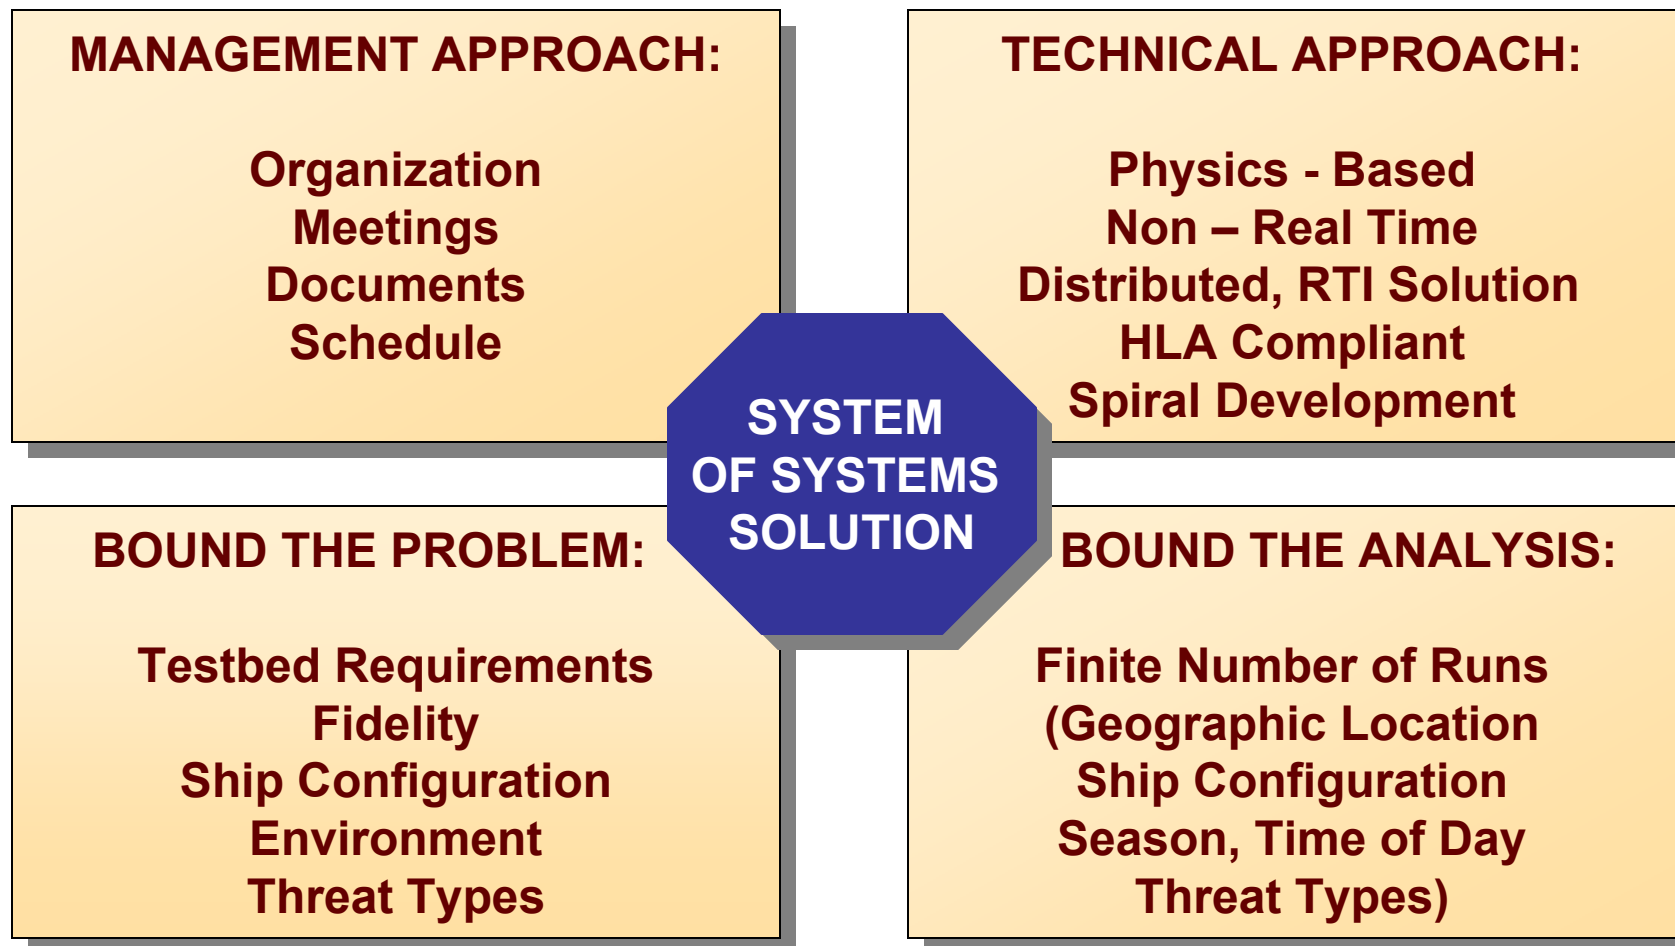 MANAGEMENT APPROACH:
Organization
Meetings
Documents
Schedule
TECHNICAL APPROACH:
Physics - Based
Non – Real Time
Distributed, RTI Solution
HLA Compliant
Spiral Development
SYSTEM
OF SYSTEMS
SOLUTION
BOUND THE PROBLEM:
Testbed Requirements
Fidelity
Ship Configuration
Environment
Threat Types
BOUND THE ANALYSIS:
Finite Number of Runs
(Geographic Location
Ship Configuration
Season, Time of Day
Threat Types)